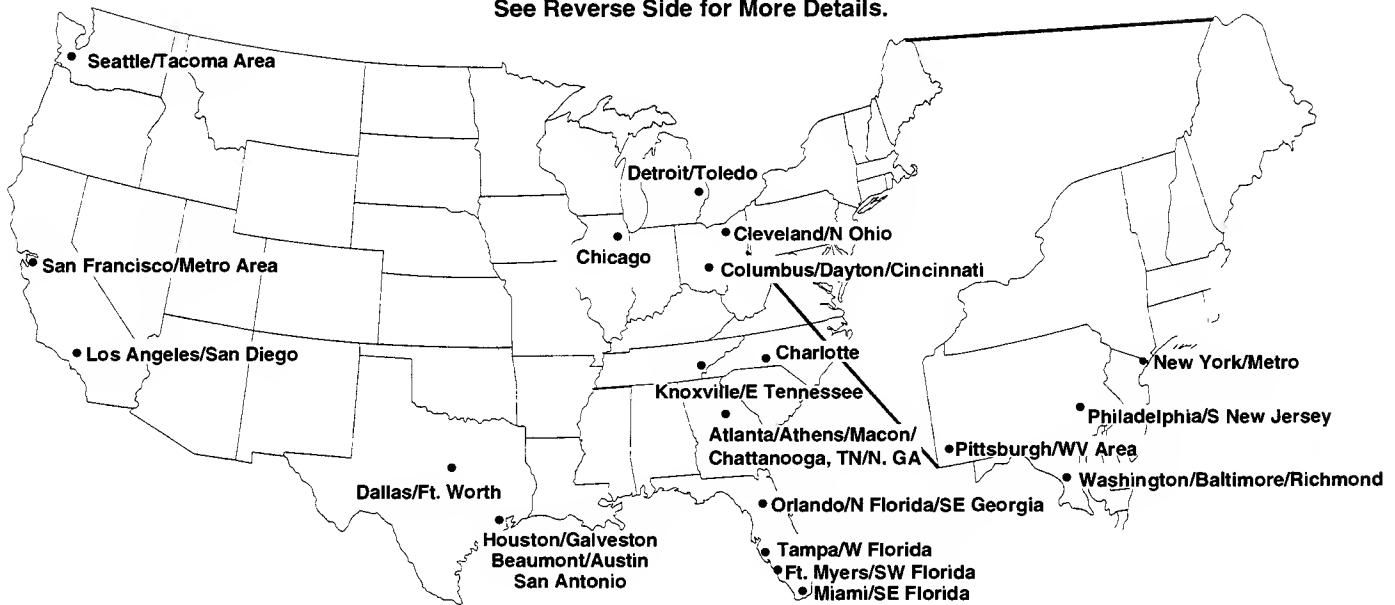 See Reverse Side for More Details.
Seattle/Tacoma Area
Detroit/Toledo
Cleveland/N Ohio
Chicago
San Francisco/Metro Area
Columbus/Dayton/Cincinnati
Los Angeles/San Diego
Charlotte
New York/Metro
Knoxville/E Tennessee
Philadelphia/S New Jersey
Atlanta/Athens/Macon/
Chattanooga, TN/N. GA
Pittsburgh/WV Area
Washington/Baltimore/Richmond
Dallas/Ft. Worth
Orlando/N Florida/SE Georgia
Houston/Galveston
Beaumont/Austin
San Antonio
Tampa/W Florida
Ft. Myers/SW Florida
Miami/SE Florida